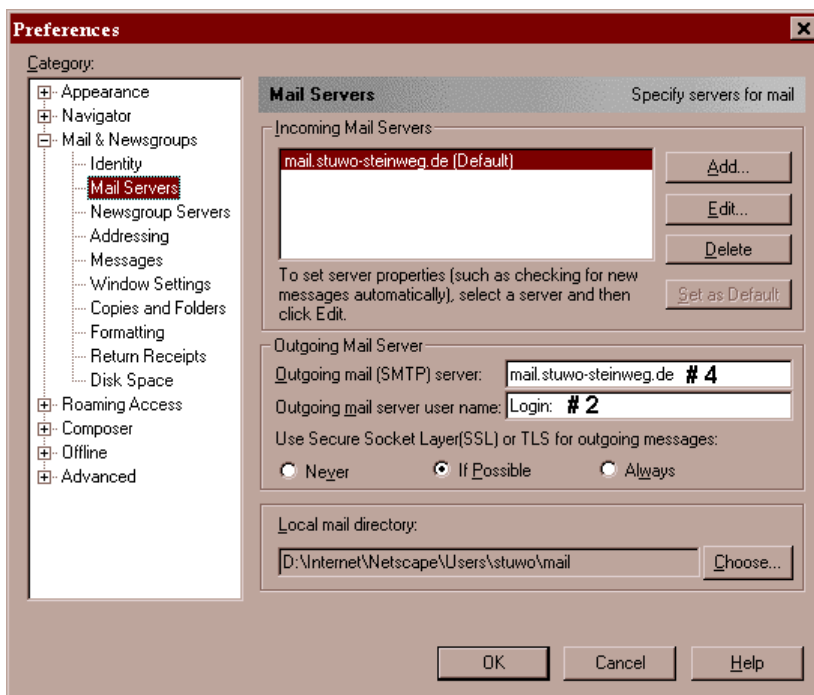 Preferences
Category:
Appearance
Navigator
Mail & Newsgroups
Identity
Mail Servers
Newsgroup Servers
Addressing
Messages
Window Settings
Copies and Folders
Formatting
Return Receipts
Disk Space
Roaming Access
Composer
Offline
Advanced
Mail Servers Specify servers for mail
Incoming Mail Servers
mail.stuwo-steinweg.de (Default)
Add...
Edit...
Delete
Set as Default
To set server properties (such as checking for new
messages automatically), select a server and then
click Edit.
Outgoing Mail Server
Outgoing mail (SMTP) server: mail.stuwo-steinweg.de # 4
Outgoing mail server user name: Login: # 2
Use Secure Socket Layer(SSL) or TLS for outgoing messages:
Never If Possible Always
Local mail directory:
D:\Internet\Netscape\Users\stuwo\mail Choose...
OK Cancel Help